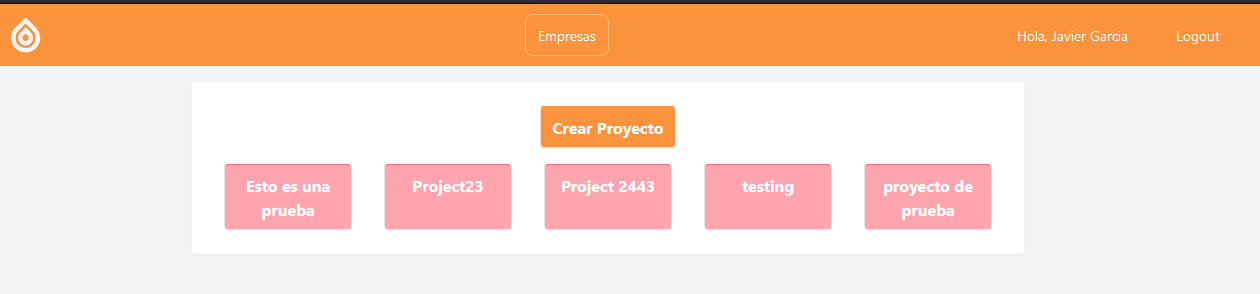 Empresas
Hola, Javier Garcia
Logout
Crear Proyecto
Esto es una
prueba
Project23
Project 2443
testing
proyecto de
prueba